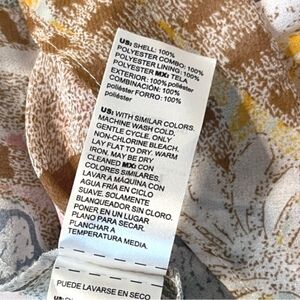 US: SHELL: 100%
POLYESTER COMBO: 100%
POLYESTER LINING: 100%
POLYESTER MX: TELA
EXTERIOR: 100% poliéster
COMBINACIÓN: 100%
poliéster FORRO: 100%
poliéster
US: WITH SIMILAR COLORS.
MACHINE WASH COLD.
GENTLE CYCLE. ONLY
NON-CHLORINE BLEACH.
LAY FLAT TO DRY. WARM
IRON. MAY BE DRY
CLEANED MX: CON
COLORES SIMILARES.
LAVAR A MÁQUINA CON
AGUA FRÍA EN CICLO
SUAVE. SOLAMENTE
BLANQUEADOR SIN CLORO.
PONER EN UN LUGAR
PLANO PARA SECAR.
PLANCHAR A
TEMPERATURA MEDIA.
PUEDE LAVARSE EN SECO